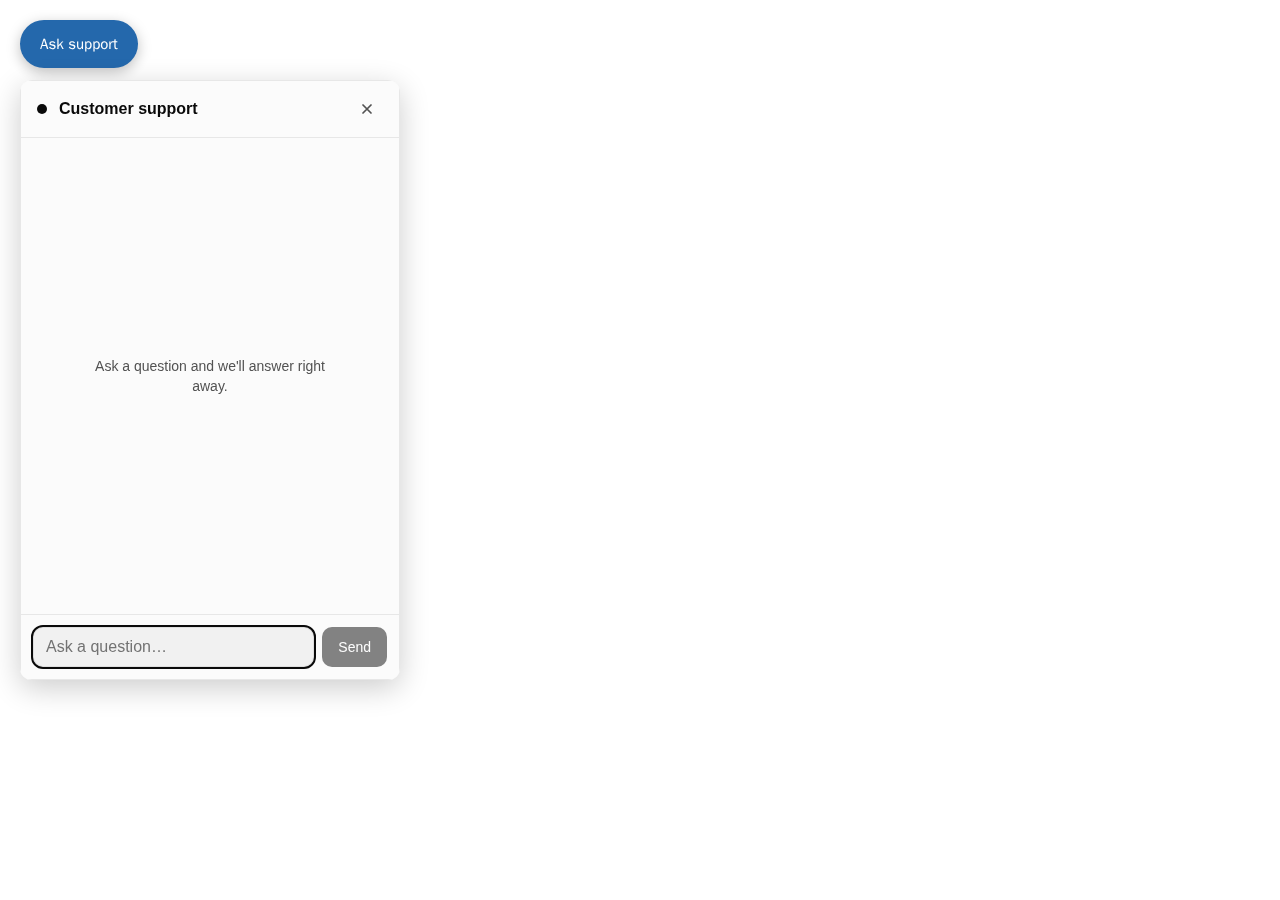 Ask support
Customer support
×
Ask a question and we'll answer right
away.
Ask a question…
Send